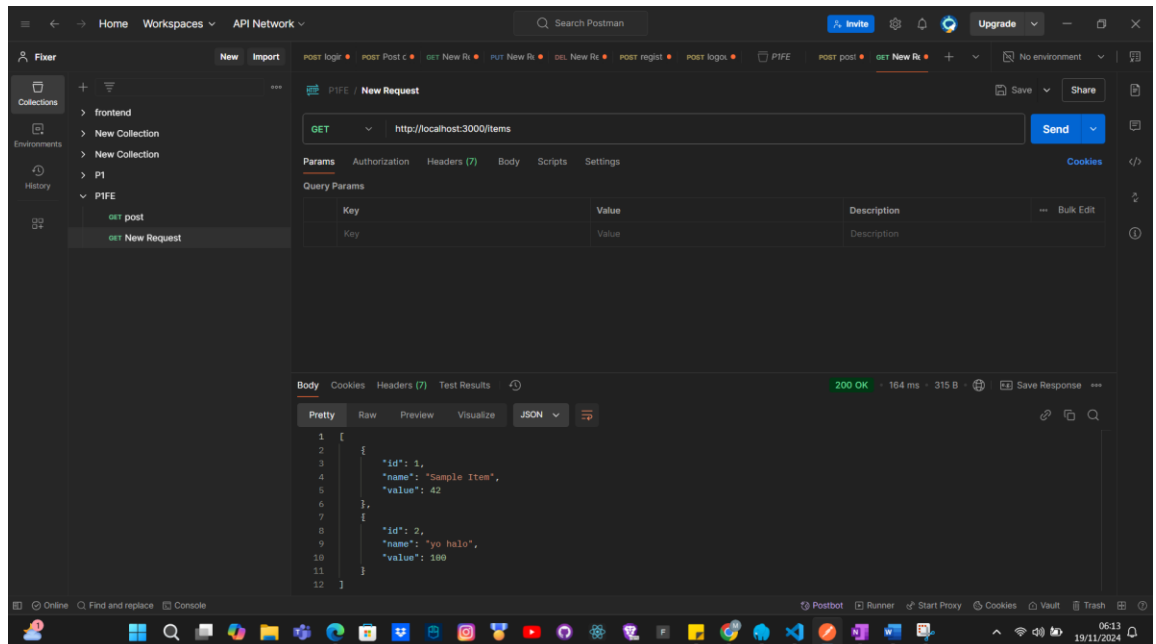 Home Workspaces API Network Search Postman Invite Upgrade
Fixer New Import POST login POST Post c GET New Re PUT New Re DEL New Re POST regist POST logou P1FE POST post GET New Re No environment
Collections
Environments
History
frontend
New Collection
New Collection
P1
P1FE
GET post
GET New Request
HTTP P1FE / New Request Save Share
GET http://localhost:3000/items Send
Params Authorization Headers (7) Body Scripts Settings Cookies
Query Params
Key Value Description Bulk Edit
Key Value Description
Body Cookies Headers (7) Test Results 200 OK 164 ms 315 B Save Response
Pretty Raw Preview Visualize JSON
1 [
2 {
3 "id": 1,
4 "name": "Sample Item",
5 "value": 42
6 },
7 {
8 "id": 2,
9 "name": "yo halo",
10 "value": 100
11 }
12 ]
Online Find and replace Console Postbot Runner Start Proxy Cookies Vault Trash
06:13
19/11/2024